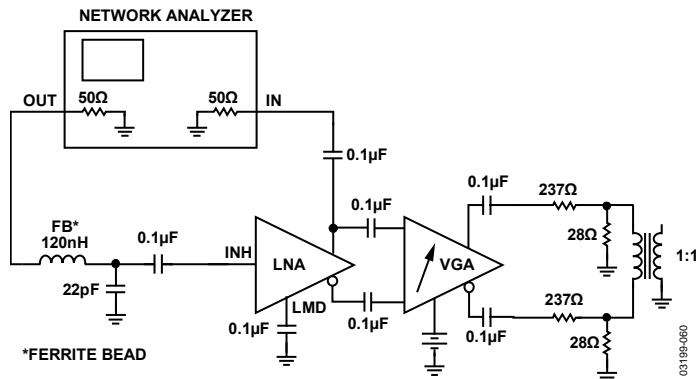 NETWORK ANALYZER
OUT
50Ω
50Ω
IN
0.1µF
FB*
120nH
0.1µF
INH
LNA
0.1µF
VGA
0.1µF
237Ω
28Ω
1:1
22pF
LMD
0.1µF
0.1µF
0.1µF
237Ω
28Ω
*FERRITE BEAD
03199-060